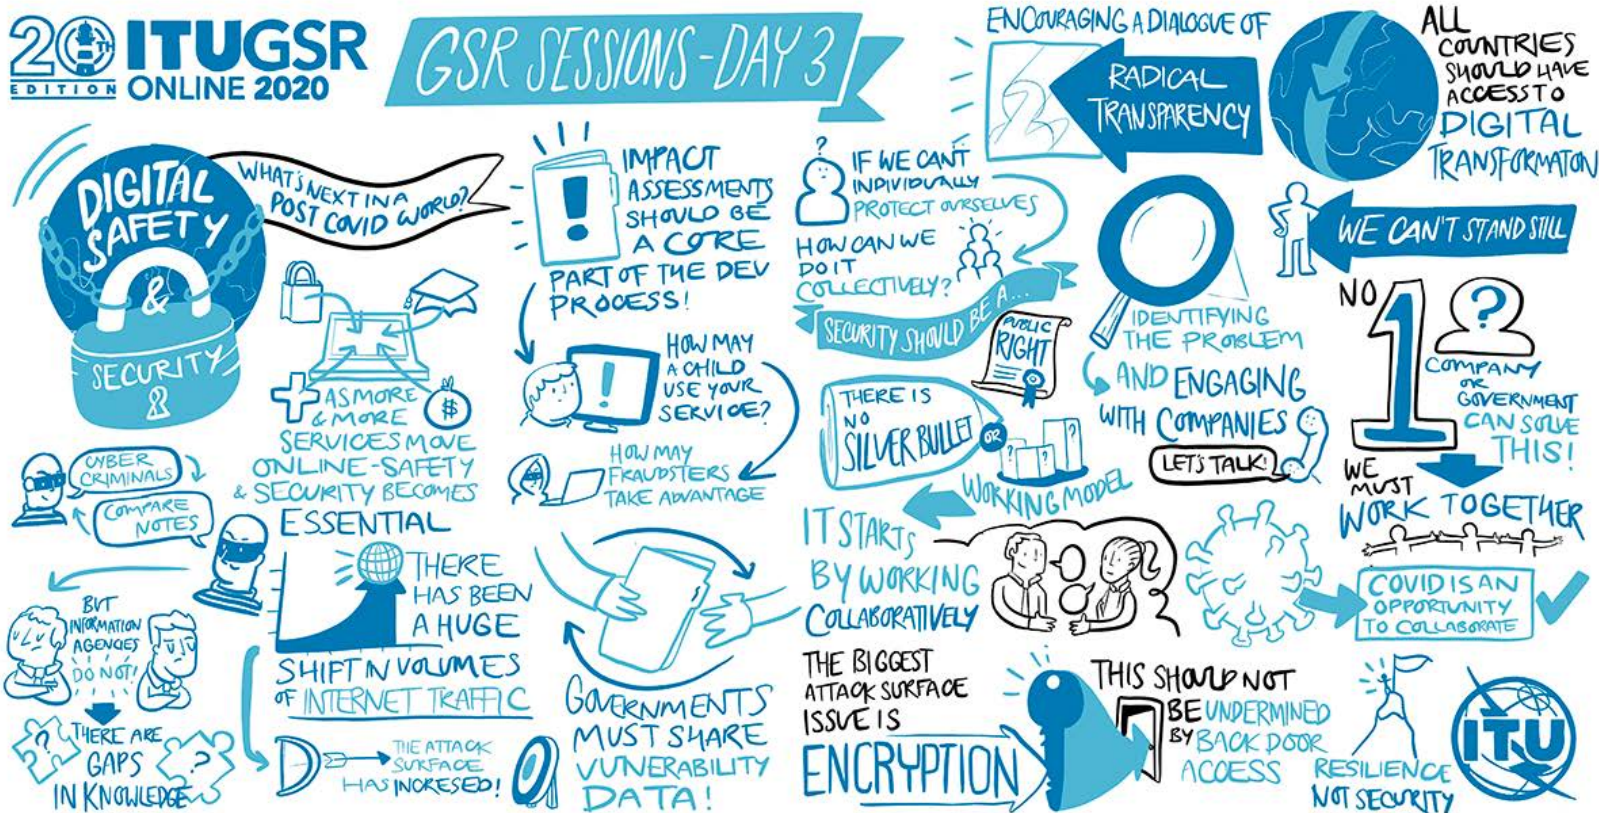 20TH
EDITION
ITUGSR
ONLINE 2020
GSR SESSIONS - DAY 3
DIGITAL
SAFETY
&
SECURITY
WHAT'S NEXT IN A
POST COVID WORLD?
AS MORE
& MORE
SERVICES MOVE
ONLINE - SAFETY
& SECURITY BECOMES
ESSENTIAL
CYBER
CRIMINALS
COMPARE
NOTES
BUT
INFORMATION
AGENCIES
DO NOT!
THERE ARE
GAPS
IN KNOWLEDGE
?
?
THERE
HAS BEEN
A HUGE
SHIFT IN VOLUMES
OF INTERNET TRAFFIC
THE ATTACK
SURFACE
HAS INCRESED!
!
IMPACT
ASSESSMENTS
SHOULD BE
A CORE
PART OF THE DEV
PROCESS!
!
HOW MAY
A CHILD
USE YOUR
SERVICE?
HOW MAY
FRAUDSTERS
TAKE ADVANTAGE
GOVERNMENTS
MUST SHARE
VUNERABILITY
DATA!
?
IF WE CAN'T
INDIVIDUALLY
PROTECT OURSELVES
HOW CAN WE
DO IT
COLLECTIVELY?
SECURITY SHOULD BE A...
PUBLIC
RIGHT
THERE IS
NO
SILVER BULLET
OR
? ? ?
WORKING MODEL
IT STARTS
BY WORKING
COLLABORATIVELY
THE BIGGEST
ATTACK SURFACE
ISSUE IS
ENCRYPTION
THIS SHOULD NOT
BE UNDERMINED
BY BACK DOOR
ACCESS
ENCOURAGING A DIALOGUE OF
RADICAL
TRANSPARENCY
ALL
COUNTRIES
SHOULD HAVE
ACCESS TO
DIGITAL
TRANSFORMATON
WE CAN'T STAND STILL
IDENTIFYING
THE PROBLEM
AND ENGAGING
WITH COMPANIES
LET'S TALK!
NO
1
?
COMPANY
OR
GOVERNMENT
CAN SOLVE
THIS!
WE
MUST
WORK TOGETHER
COVID IS AN
OPPORTUNITY
TO COLLABORATE
RESILIENCE
NOT SECURITY
ITU